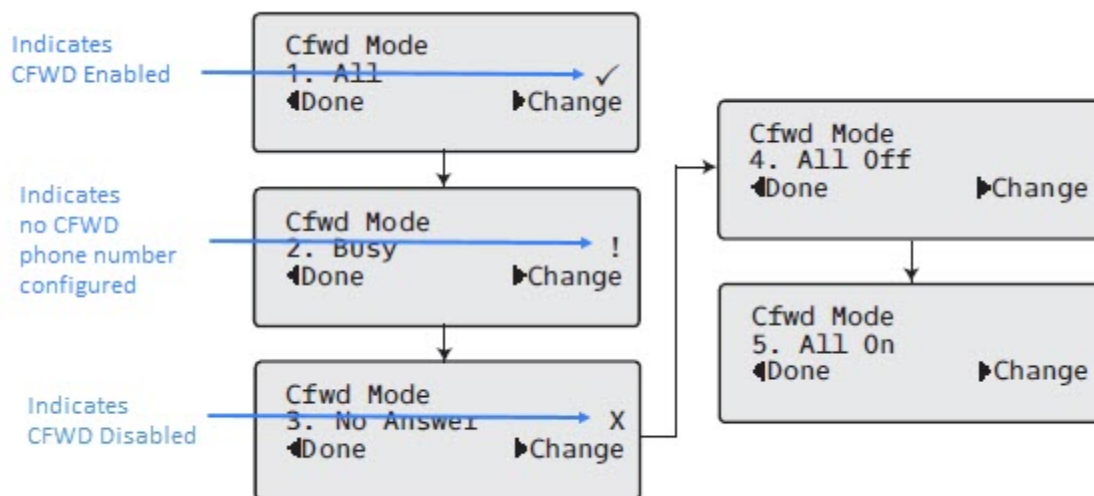 Indicates
CFWD Enabled
Cfwd Mode
1. All ✓
◀Done ▶Change
Indicates
no CFWD
phone number
configured
Cfwd Mode
2. Busy !
◀Done ▶Change
Indicates
CFWD Disabled
Cfwd Mode
3. No Answer X
◀Done ▶Change
Cfwd Mode
4. All Off
◀Done ▶Change
Cfwd Mode
5. All On
◀Done ▶Change